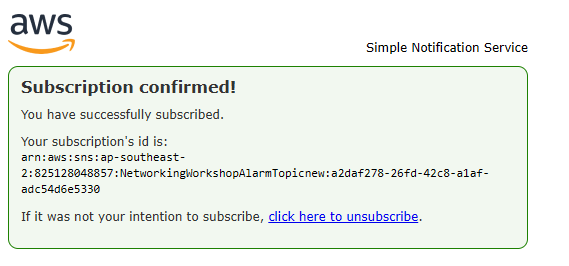 aws
Simple Notification Service
Subscription confirmed!
You have successfully subscribed.
Your subscription's id is:
arn:aws:sns:ap-southeast-
2:825128048857:NetworkingWorkshopAlarmTopicnew:a2daf278-26fd-42c8-a1af-
adc54d6e5330
If it was not your intention to subscribe, click here to unsubscribe.